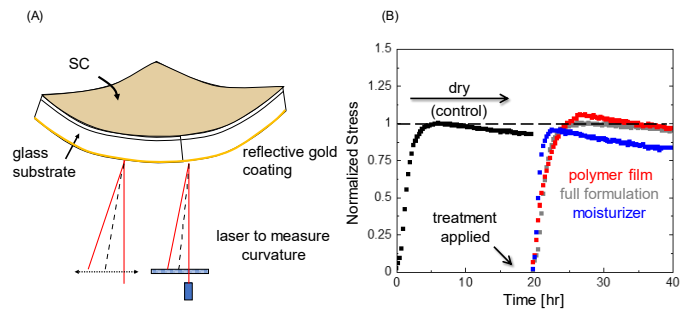 (A)
SC
glass
substrate
reflective gold
coating
laser to measure
curvature
(B)
Normalized Stress
1.5
1.25
1
0.75
0.5
0.25
0
dry
(control)
polymer film
full formulation
moisturizer
treatment
applied
0
10
20
30
40
Time [hr]